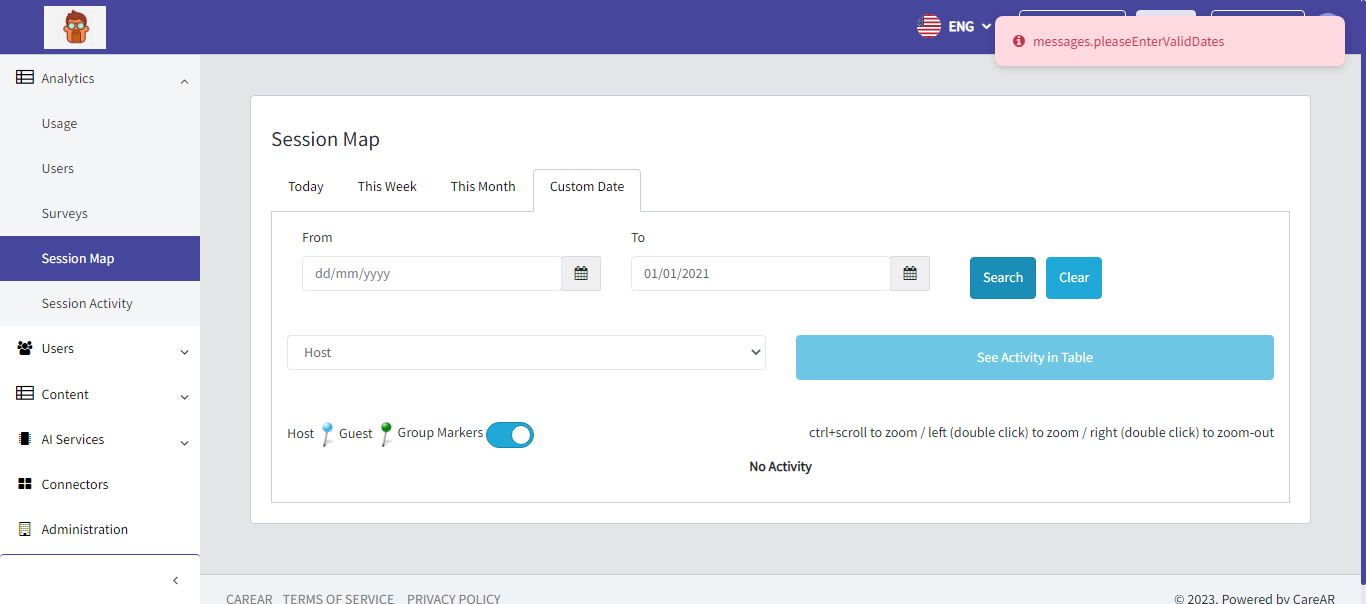 ENG
messages.pleaseEnterValidDates
Analytics
Usage
Users
Surveys
Session Map
Session Activity
Users
Content
AI Services
Connectors
Administration
Session Map
Today This Week This Month Custom Date
From To
dd/mm/yyyy 01/01/2021 Search Clear
Host See Activity in Table
Host Guest Group Markers ctrl+scroll to zoom / left (double click) to zoom / right (double click) to zoom-out
No Activity
CAREAR TERMS OF SERVICE PRIVACY POLICY © 2023. Powered by CareAR